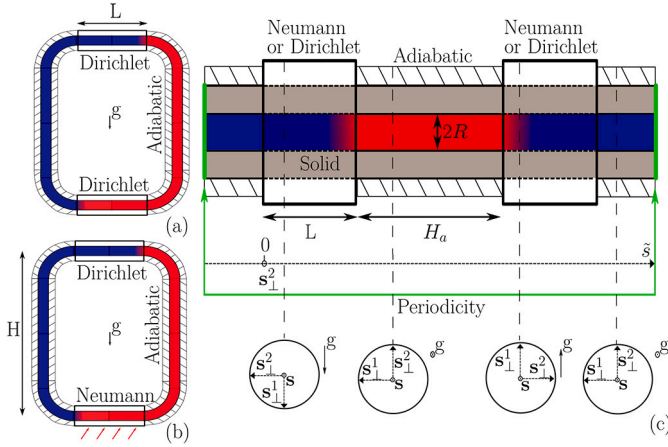 L
Dirichlet
g
Adiabatic
Dirichlet
(a)
Dirichlet
H
g
Adiabatic
Neumann
(b)
Neumann
or Dirichlet
Adiabatic
Neumann
or Dirichlet
2R
Solid
L
H_a
0
s̃
s²⊥
Periodicity
g
s²⊥
s
s¹⊥
g
s¹⊥ s²⊥
s
g
s¹⊥ s²⊥
s
g
s¹⊥ s²⊥
s
(c)